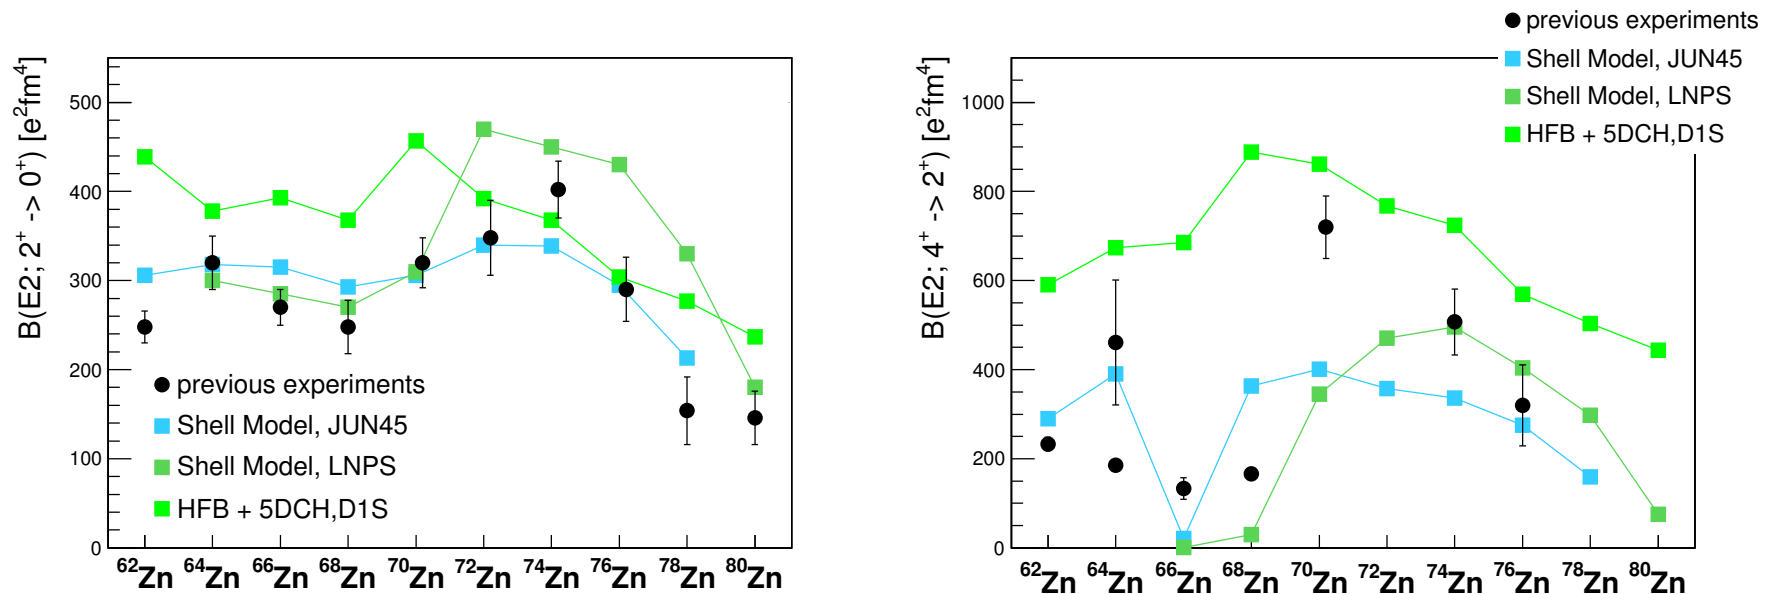 B(E2; 2⁺ -> 0⁺) [e²fm⁴]
500
400
300
200
100
0
previous experiments
Shell Model, JUN45
Shell Model, LNPS
HFB + 5DCH,D1S
⁶²Zn ⁶⁴Zn ⁶⁶Zn ⁶⁸Zn ⁷⁰Zn ⁷²Zn ⁷⁴Zn ⁷⁶Zn ⁷⁸Zn ⁸⁰Zn
B(E2; 4⁺ -> 2⁺) [e²fm⁴]
1000
800
600
400
200
0
previous experiments
Shell Model, JUN45
Shell Model, LNPS
HFB + 5DCH,D1S
⁶²Zn ⁶⁴Zn ⁶⁶Zn ⁶⁸Zn ⁷⁰Zn ⁷²Zn ⁷⁴Zn ⁷⁶Zn ⁷⁸Zn ⁸⁰Zn